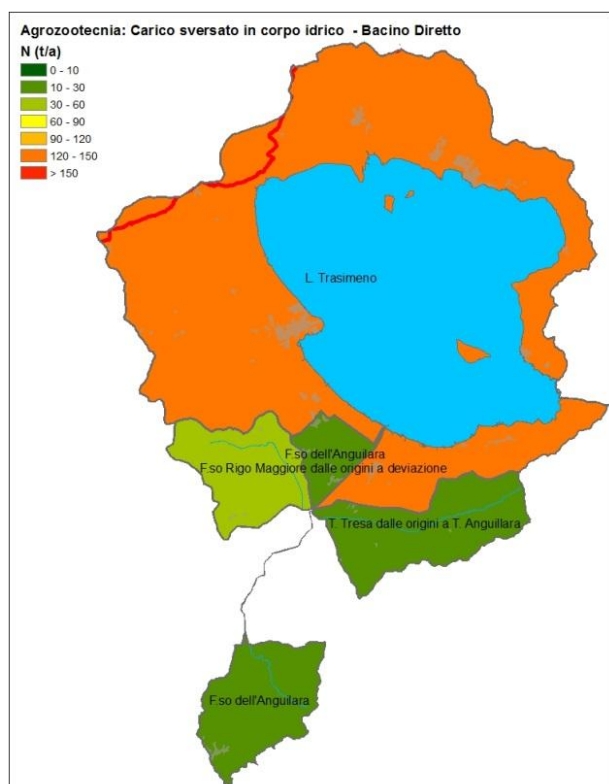 Agrozootecnia: Carico sversato in corpo idrico - Bacino Diretto
N (t/a)
0 - 10
10 - 30
30 - 60
60 - 90
90 - 120
120 - 150
> 150
L. Trasimeno
F.so dell'Anguilara
F.so Rigo Maggiore dalle origini a deviazione
T. Tresa dalle origini a T. Anguillara
F.so dell'Anguilara